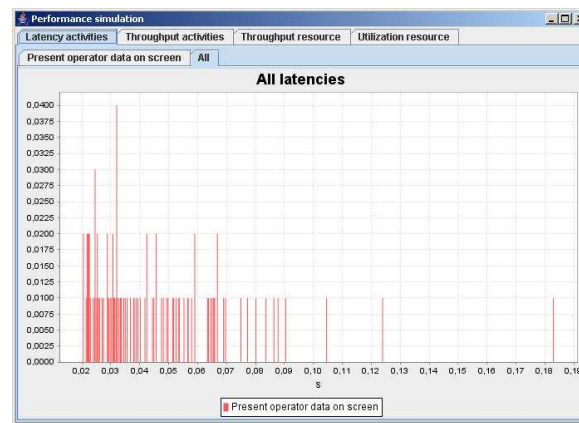 Performance simulation
Latency activities Throughput activities Throughput resource Utilization resource
Present operator data on screen All
All latencies
0,0400
0,0375
0,0350
0,0325
0,0300
0,0275
0,0250
0,0225
0,0200
0,0175
0,0150
0,0125
0,0100
0,0075
0,0050
0,0025
0,0000
0,02 0,03 0,04 0,05 0,06 0,07 0,08 0,09 0,10 0,11 0,12 0,13 0,14 0,15 0,16 0,17 0,18 0,19
s
Present operator data on screen